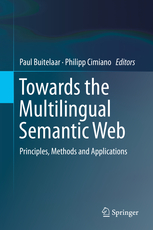 Paul Buitelaar · Philipp Cimiano Editors
Towards the
Multilingual
Semantic Web
Principles, Methods and Applications
Springer